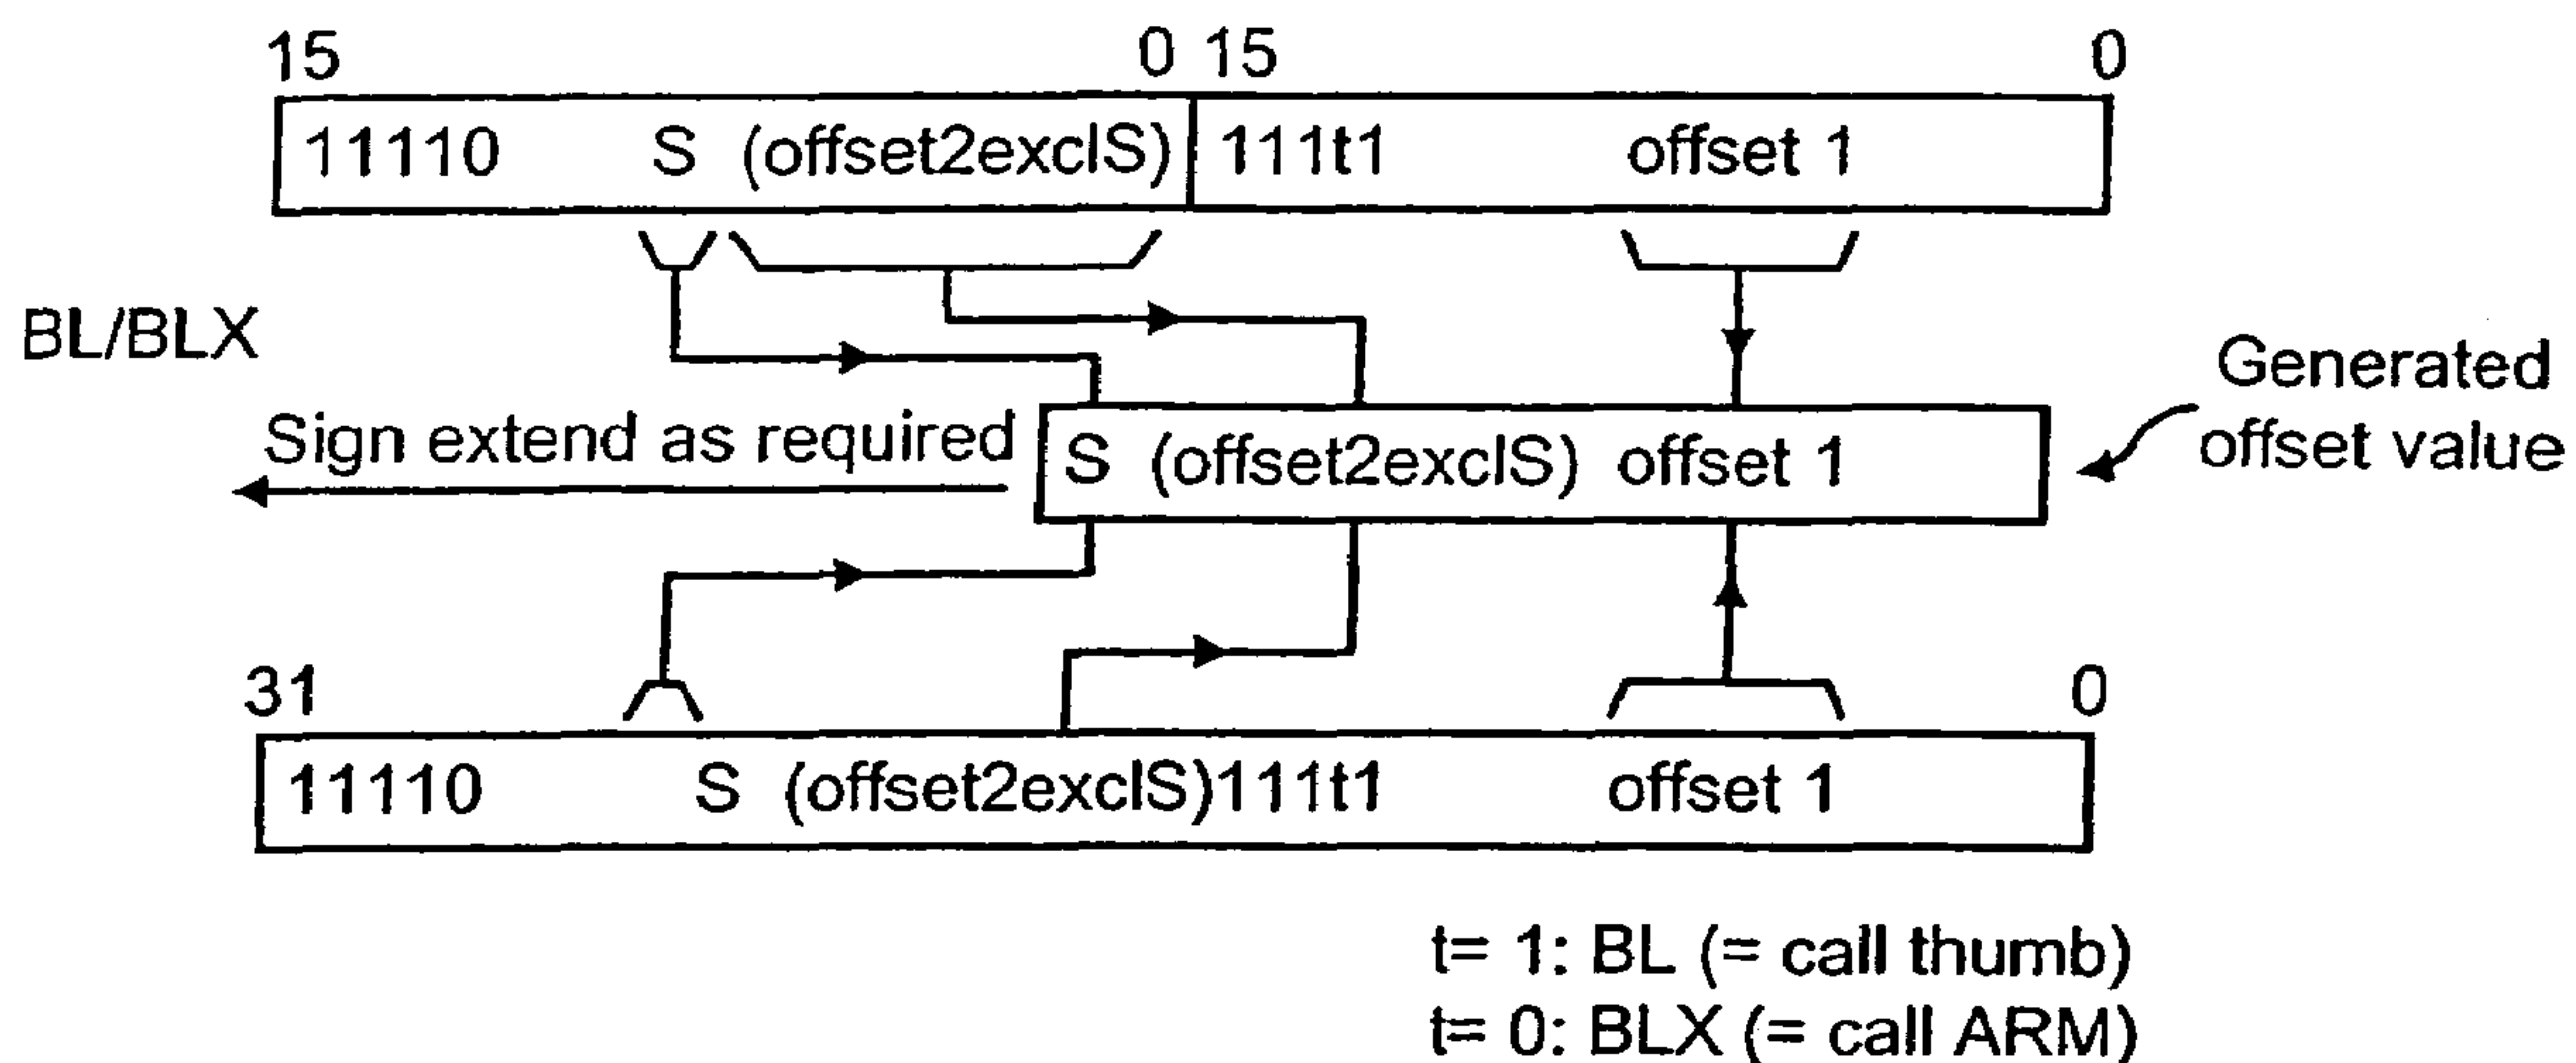 15 0 15 0
11110 S (offset2exclS) 111t1 offset 1
BL/BLX
Generated
offset value
Sign extend as required
S (offset2exclS) offset 1
31 0
11110 S (offset2exclS)111t1 offset 1
t= 1: BL (= call thumb)
t= 0: BLX (= call ARM)